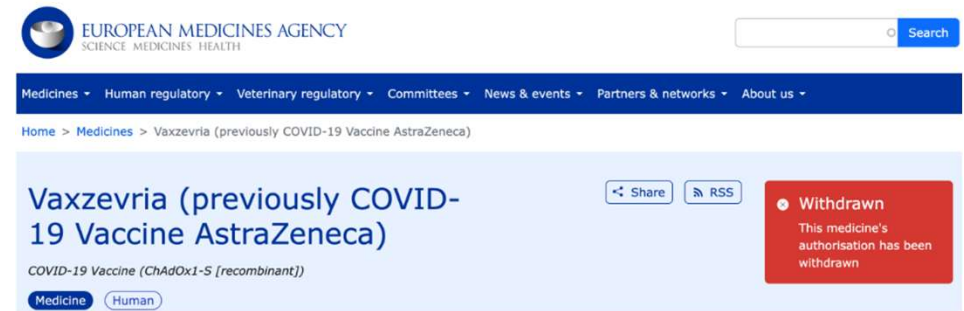 EUROPEAN MEDICINES AGENCY
SCIENCE MEDICINES HEALTH
Search
Medicines Human regulatory Veterinary regulatory Committees News & events Partners & networks About us
Home > Medicines > Vaxzevria (previously COVID-19 Vaccine AstraZeneca)
Vaxzevria (previously COVID-
19 Vaccine AstraZeneca)
COVID-19 Vaccine (ChAdOx1-S [recombinant])
Medicine Human
Share RSS
Withdrawn
This medicine's
authorisation has been
withdrawn